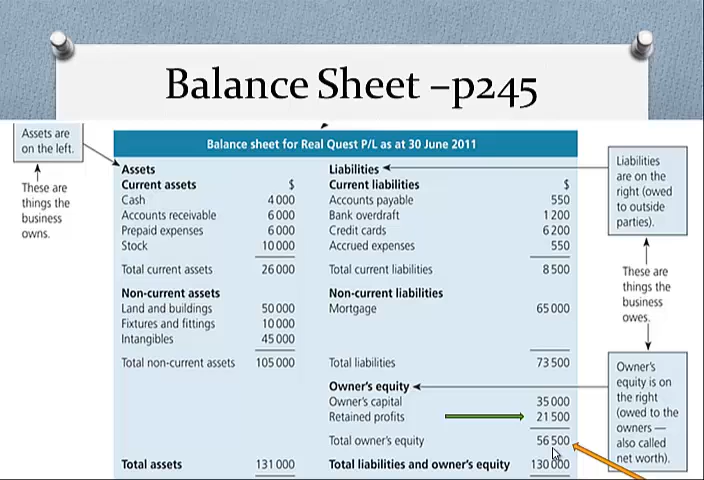 Balance Sheet –p245
Assets are
on the left.
These are
things the
business
owns.
Balance sheet for Real Quest P/L as at 30 June 2011
Assets Liabilities
Current assets $ Current liabilities $
Cash 4 000 Accounts payable 550
Accounts receivable 6 000 Bank overdraft 1 200
Prepaid expenses 6 000 Credit cards 6 200
Stock 10 000 Accrued expenses 550
Total current assets 26 000 Total current liabilities 8 500
Non-current assets Non-current liabilities
Land and buildings 50 000 Mortgage 65 000
Fixtures and fittings 10 000
Intangibles 45 000
Total non-current assets 105 000 Total liabilities 73 500
Owner's equity
Owner's capital 35 000
Retained profits 21 500
Total owner's equity 56 500
Total assets 131 000 Total liabilities and owner's equity 130 000
Liabilities
are on the
right (owed
to outside
parties).
These are
things the
business
owes.
Owner's
equity is on
the right
(owed to the
owners —
also called
net worth).